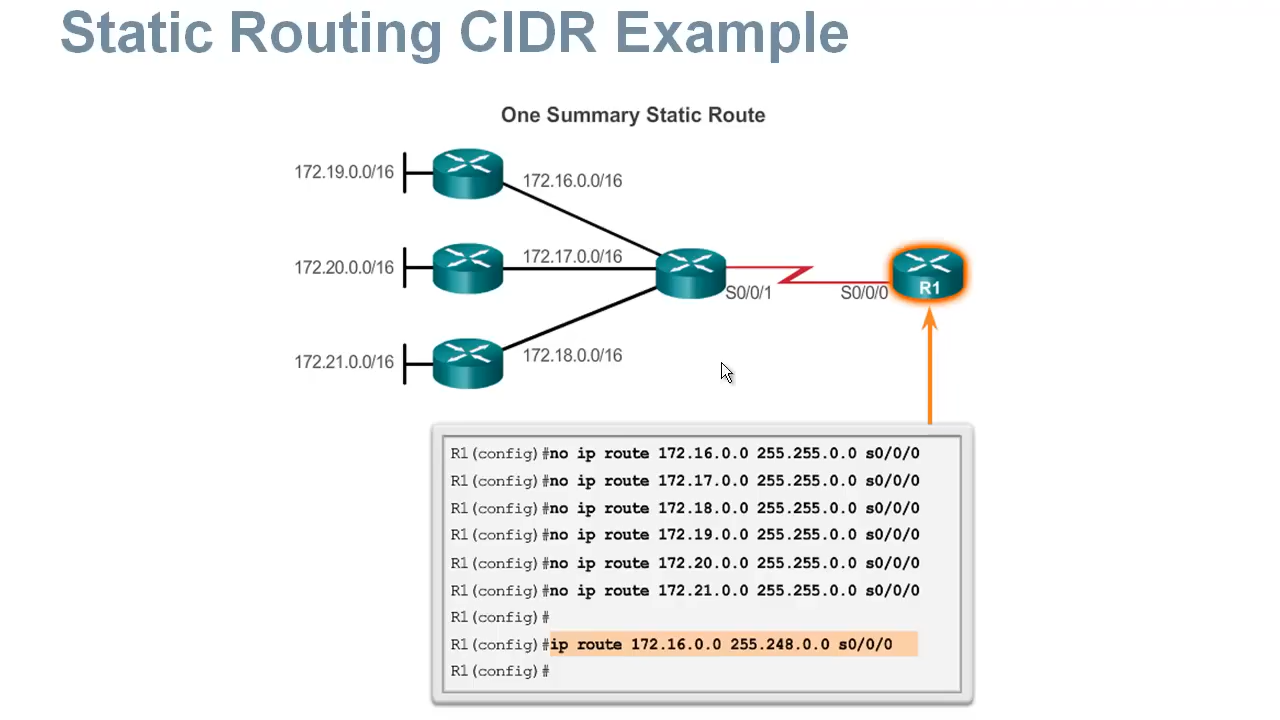 Static Routing CIDR Example
One Summary Static Route
172.19.0.0/16
172.16.0.0/16
172.20.0.0/16
172.17.0.0/16
S0/0/1
S0/0/0
R1
172.21.0.0/16
172.18.0.0/16
R1(config)#no ip route 172.16.0.0 255.255.0.0 s0/0/0
R1(config)#no ip route 172.17.0.0 255.255.0.0 s0/0/0
R1(config)#no ip route 172.18.0.0 255.255.0.0 s0/0/0
R1(config)#no ip route 172.19.0.0 255.255.0.0 s0/0/0
R1(config)#no ip route 172.20.0.0 255.255.0.0 s0/0/0
R1(config)#no ip route 172.21.0.0 255.255.0.0 s0/0/0
R1(config)#
R1(config)#ip route 172.16.0.0 255.248.0.0 s0/0/0
R1(config)#